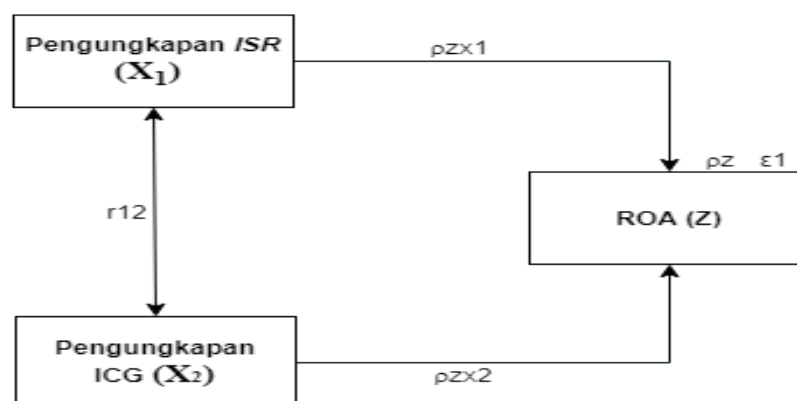 Pengungkapan ISR
(X₁)
ρzx1
ρz ε1
r12
ROA (Z)
Pengungkapan
ICG (X₂)
ρzx2